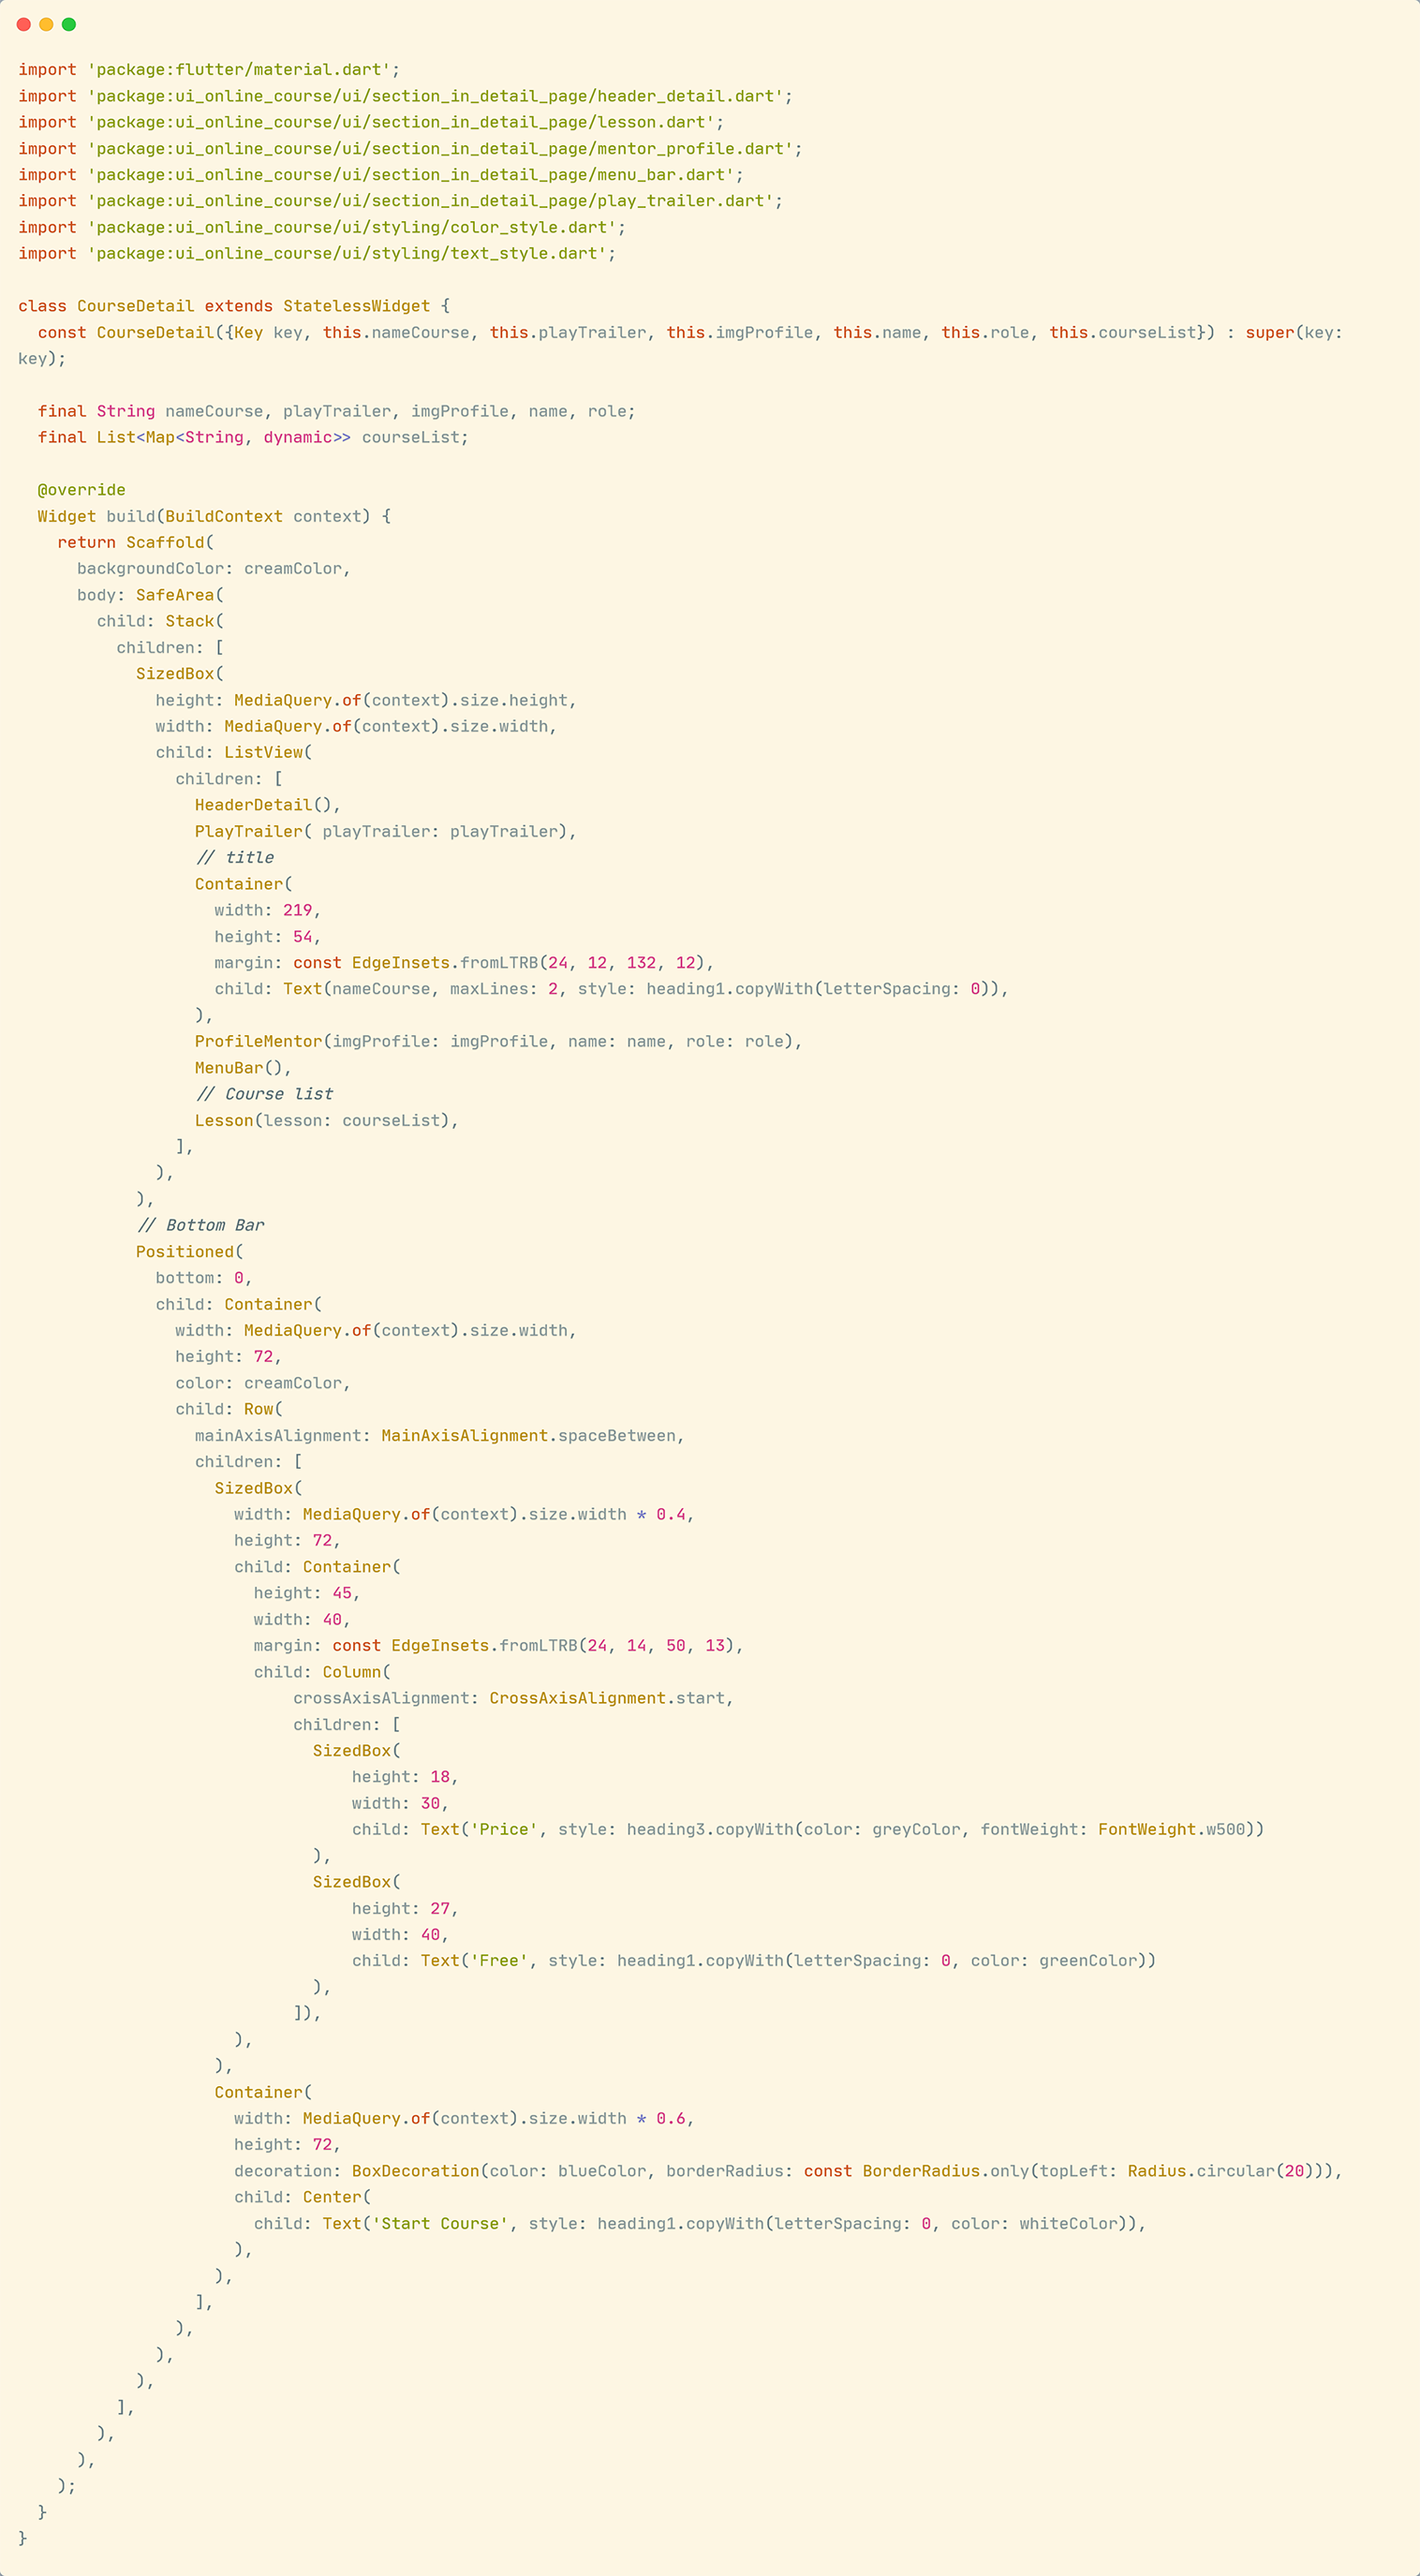 import 'package:flutter/material.dart';
import 'package:ui_online_course/ui/section_in_detail_page/header_detail.dart';
import 'package:ui_online_course/ui/section_in_detail_page/lesson.dart';
import 'package:ui_online_course/ui/section_in_detail_page/mentor_profile.dart';
import 'package:ui_online_course/ui/section_in_detail_page/menu_bar.dart';
import 'package:ui_online_course/ui/section_in_detail_page/play_trailer.dart';
import 'package:ui_online_course/ui/styling/color_style.dart';
import 'package:ui_online_course/ui/styling/text_style.dart';

class CourseDetail extends StatelessWidget {
  const CourseDetail({Key key, this.nameCourse, this.playTrailer, this.imgProfile, this.name, this.role, this.courseList}) : super(key:
key);

  final String nameCourse, playTrailer, imgProfile, name, role;
  final List<Map<String, dynamic>> courseList;

  @override
  Widget build(BuildContext context) {
    return Scaffold(
      backgroundColor: creamColor,
      body: SafeArea(
        child: Stack(
          children: [
            SizedBox(
              height: MediaQuery.of(context).size.height,
              width: MediaQuery.of(context).size.width,
              child: ListView(
                children: [
                  HeaderDetail(),
                  PlayTrailer( playTrailer: playTrailer),
                  // title
                  Container(
                    width: 219,
                    height: 54,
                    margin: const EdgeInsets.fromLTRB(24, 12, 132, 12),
                    child: Text(nameCourse, maxLines: 2, style: heading1.copyWith(letterSpacing: 0)),
                  ),
                  ProfileMentor(imgProfile: imgProfile, name: name, role: role),
                  MenuBar(),
                  // Course list
                  Lesson(lesson: courseList),
                ],
              ),
            ),
            // Bottom Bar
            Positioned(
              bottom: 0,
              child: Container(
                width: MediaQuery.of(context).size.width,
                height: 72,
                color: creamColor,
                child: Row(
                  mainAxisAlignment: MainAxisAlignment.spaceBetween,
                  children: [
                    SizedBox(
                      width: MediaQuery.of(context).size.width * 0.4,
                      height: 72,
                      child: Container(
                        height: 45,
                        width: 40,
                        margin: const EdgeInsets.fromLTRB(24, 14, 50, 13),
                        child: Column(
                            crossAxisAlignment: CrossAxisAlignment.start,
                            children: [
                              SizedBox(
                                  height: 18,
                                  width: 30,
                                  child: Text('Price', style: heading3.copyWith(color: greyColor, fontWeight: FontWeight.w500))
                              ),
                              SizedBox(
                                  height: 27,
                                  width: 40,
                                  child: Text('Free', style: heading1.copyWith(letterSpacing: 0, color: greenColor))
                              ),
                            ]),
                      ),
                    ),
                    Container(
                      width: MediaQuery.of(context).size.width * 0.6,
                      height: 72,
                      decoration: BoxDecoration(color: blueColor, borderRadius: const BorderRadius.only(topLeft: Radius.circular(20))),
                      child: Center(
                        child: Text('Start Course', style: heading1.copyWith(letterSpacing: 0, color: whiteColor)),
                      ),
                    ),
                  ],
                ),
              ),
            ),
          ],
        ),
      ),
    );
  }
}